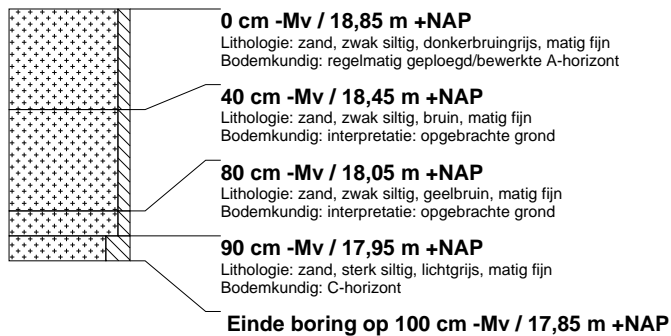 0 cm -Mv / 18,85 m +NAP
Lithologie: zand, zwak siltig, donkerbruingrijs, matig fijn
Bodemkundig: regelmatig geploegd/bewerkte A-horizont
40 cm -Mv / 18,45 m +NAP
Lithologie: zand, zwak siltig, bruin, matig fijn
Bodemkundig: interpretatie: opgebrachte grond
80 cm -Mv / 18,05 m +NAP
Lithologie: zand, zwak siltig, geelbruin, matig fijn
Bodemkundig: interpretatie: opgebrachte grond
90 cm -Mv / 17,95 m +NAP
Lithologie: zand, sterk siltig, lichtgrijs, matig fijn
Bodemkundig: C-horizont
Einde boring op 100 cm -Mv / 17,85 m +NAP